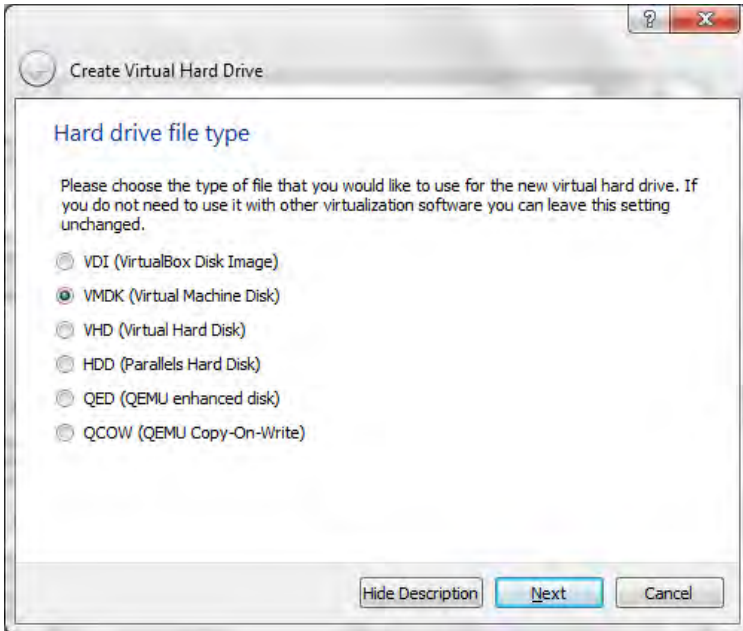 Create Virtual Hard Drive
Hard drive file type
Please choose the type of file that you would like to use for the new virtual hard drive. If
you do not need to use it with other virtualization software you can leave this setting
unchanged.
VDI (VirtualBox Disk Image)
VMDK (Virtual Machine Disk)
VHD (Virtual Hard Disk)
HDD (Parallels Hard Disk)
QED (QEMU enhanced disk)
QCOW (QEMU Copy-On-Write)
Hide Description Next Cancel